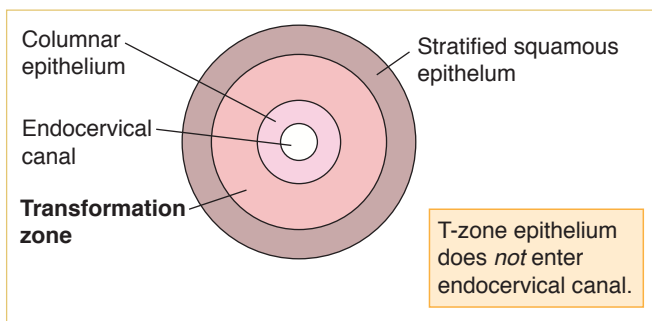 Columnar
epithelium
Stratified squamous
epithelum
Endocervical
canal
Transformation
zone
T-zone epithelium
does not enter
endocervical canal.